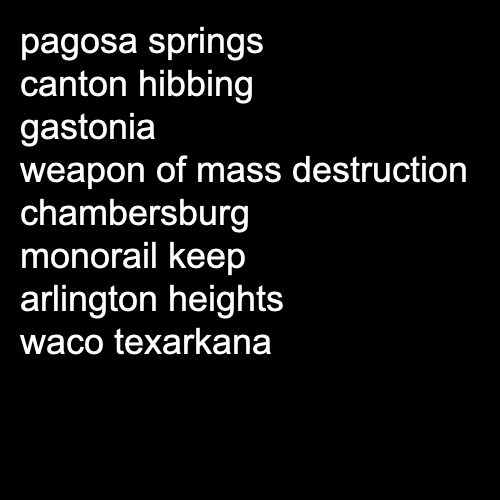 pagosa springs
canton hibbing
gastonia
weapon of mass destruction
chambersburg
monorail keep
arlington heights
waco texarkana